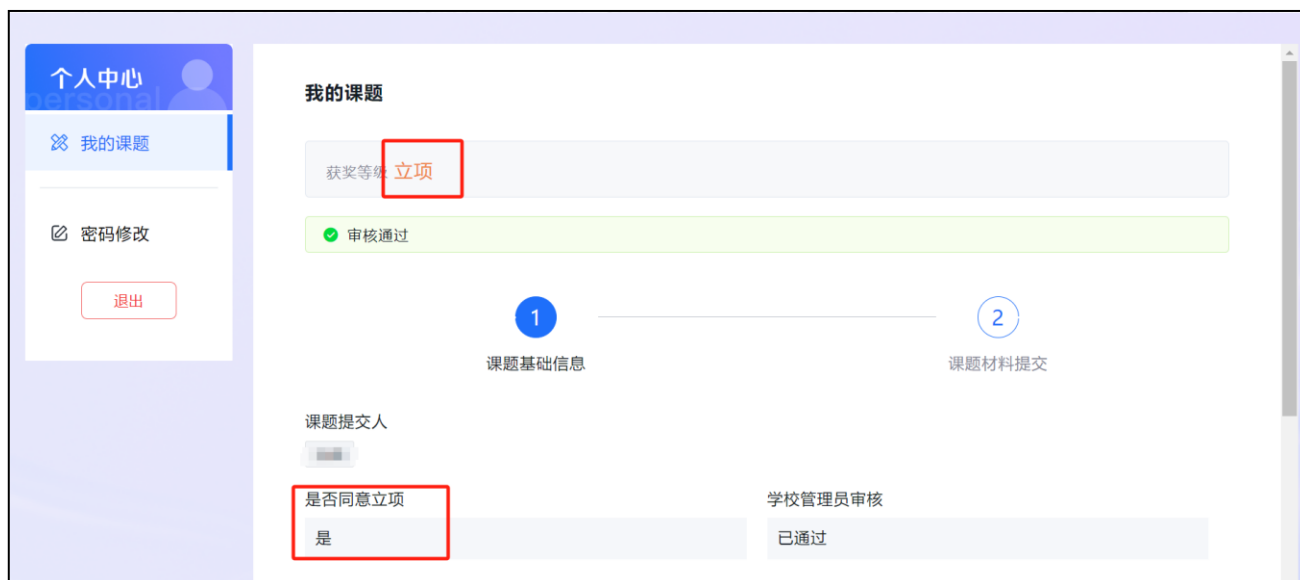 个人中心
personal
我的课题
密码修改
退出
我的课题
获奖等级 立项
审核通过
1
2
课题基础信息
课题材料提交
课题提交人
是否同意立项
学校管理员审核
是
已通过